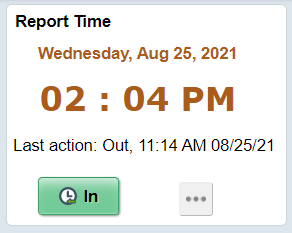 Report Time
Wednesday, Aug 25, 2021
02 : 04 PM
Last action: Out, 11:14 AM 08/25/21
In